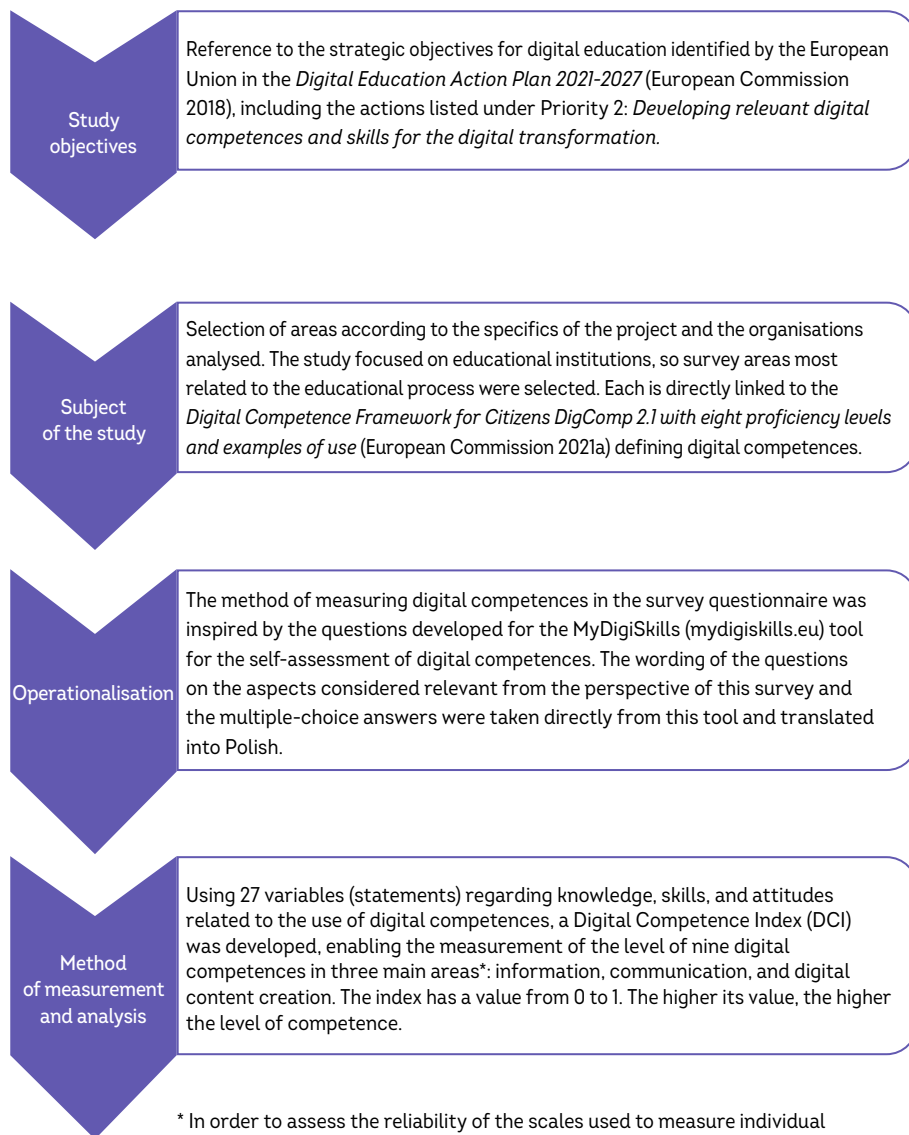 Study
objectives
Reference to the strategic objectives for digital education identified by the European
Union in the Digital Education Action Plan 2021-2027 (European Commission
2018), including the actions listed under Priority 2: Developing relevant digital
competences and skills for the digital transformation.
Subject
of the study
Selection of areas according to the specifics of the project and the organisations
analysed. The study focused on educational institutions, so survey areas most
related to the educational process were selected. Each is directly linked to the
Digital Competence Framework for Citizens DigComp 2.1 with eight proficiency levels
and examples of use (European Commission 2021a) defining digital competences.
Operationalisation
The method of measuring digital competences in the survey questionnaire was
inspired by the questions developed for the MyDigiSkills (mydigiskills.eu) tool
for the self-assessment of digital competences. The wording of the questions
on the aspects considered relevant from the perspective of this survey and
the multiple-choice answers were taken directly from this tool and translated
into Polish.
Method
of measurement
and analysis
Using 27 variables (statements) regarding knowledge, skills, and attitudes
related to the use of digital competences, a Digital Competence Index (DCI)
was developed, enabling the measurement of the level of nine digital
competences in three main areas*: information, communication, and digital
content creation. The index has a value from 0 to 1. The higher its value, the higher
the level of competence.
* In order to assess the reliability of the scales used to measure individual